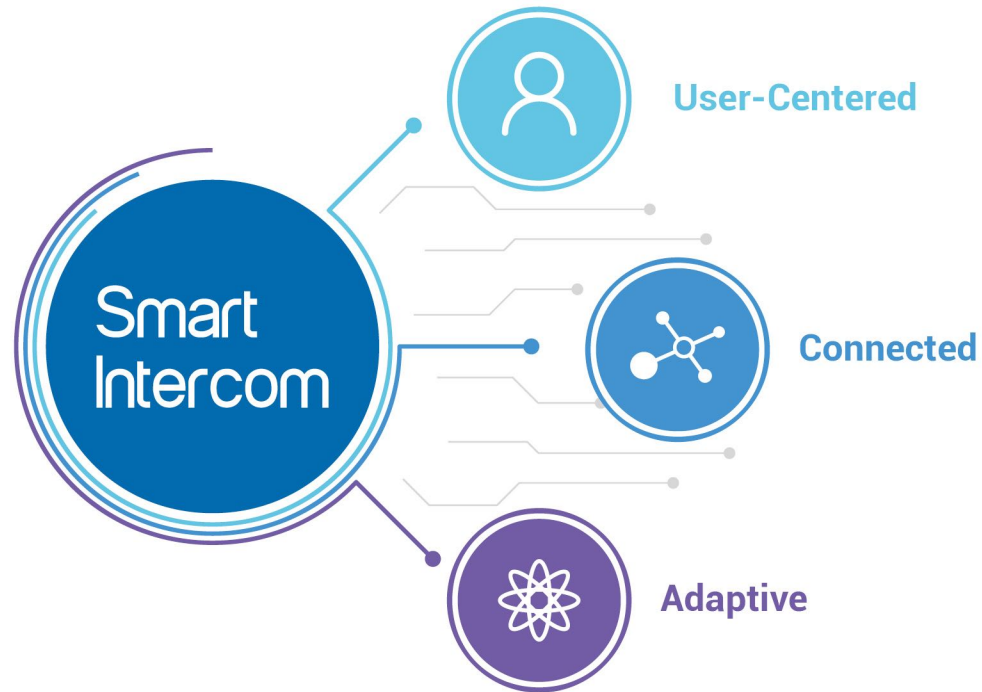 User-Centered
Smart
Intercom
Connected
Adaptive